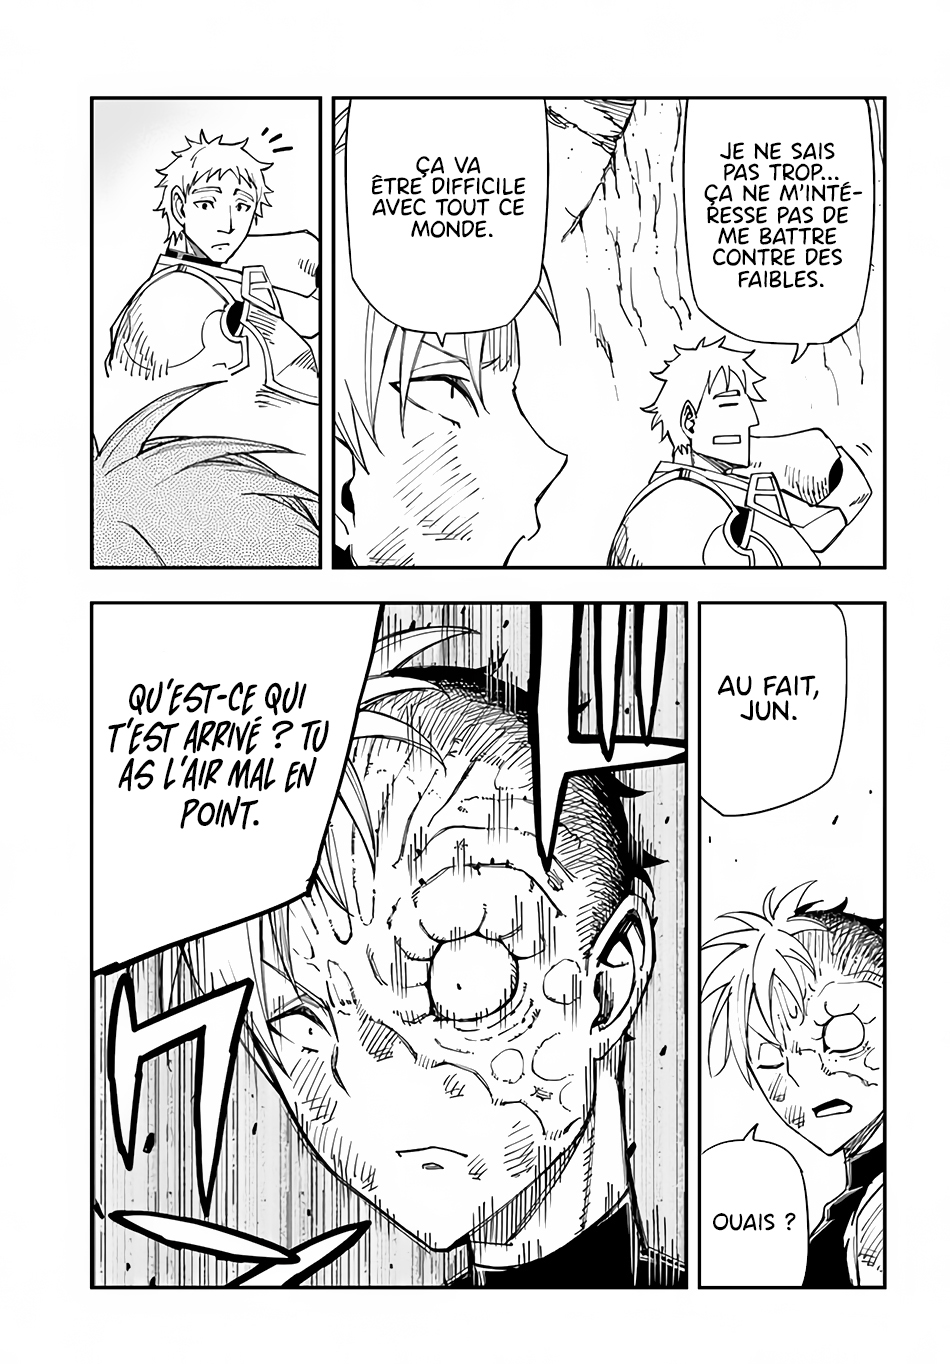 JE NE SAIS
PAS TROP...
ÇA NE M'INTÉ-
RESSE PAS DE
ME BATTRE
CONTRE DES
FAIBLES.
ÇA VA
ÊTRE DIFFICILE
AVEC TOUT CE
MONDE.
AU FAIT,
JUN.
OUAIS ?
QU'EST-CE QUI
T'EST ARRIVÉ ? TU
AS L'AIR MAL EN
POINT.